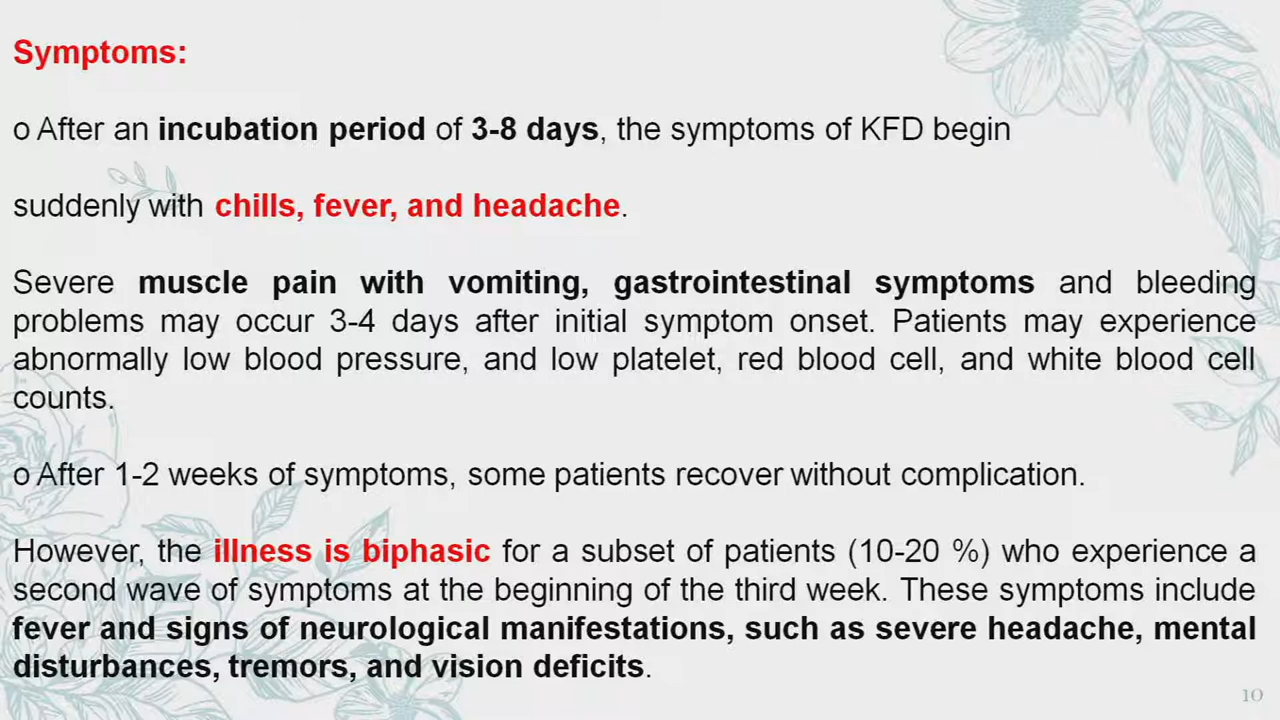 Symptoms:
o After an incubation period of 3-8 days, the symptoms of KFD begin
suddenly with chills, fever, and headache.
Severe muscle pain with vomiting, gastrointestinal symptoms and bleeding
problems may occur 3-4 days after initial symptom onset. Patients may experience
abnormally low blood pressure, and low platelet, red blood cell, and white blood cell
counts.
o After 1-2 weeks of symptoms, some patients recover without complication.
However, the illness is biphasic for a subset of patients (10-20 %) who experience a
second wave of symptoms at the beginning of the third week. These symptoms include
fever and signs of neurological manifestations, such as severe headache, mental
disturbances, tremors, and vision deficits.
10